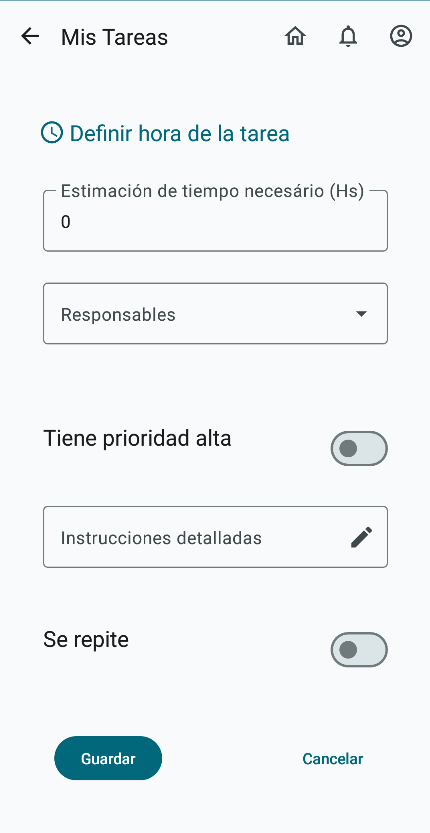 Mis Tareas
Definir hora de la tarea
Estimación de tiempo necesário (Hs)
0
Responsables
Tiene prioridad alta
Instrucciones detalladas
Se repite
Guardar
Cancelar